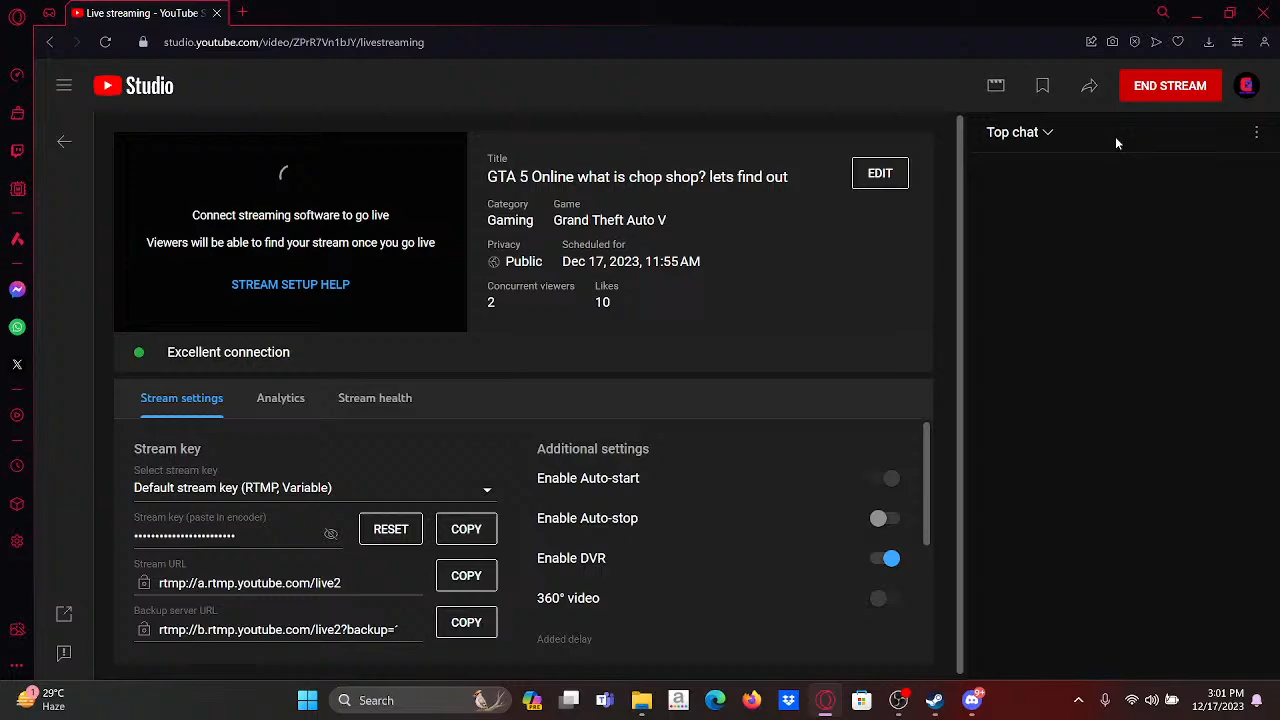 Live streaming - YouTube S
studio.youtube.com/video/ZPrR7Vn1bJY/livestreaming
Studio
END STREAM
Top chat
Connect streaming software to go live
Viewers will be able to find your stream once you go live
STREAM SETUP HELP
Title
GTA 5 Online what is chop shop? lets find out
EDIT
Category Game
Gaming Grand Theft Auto V
Privacy Scheduled for
Public Dec 17, 2023, 11:55 AM
Concurrent viewers Likes
2 10
Excellent connection
Stream settings Analytics Stream health
Stream key
Select stream key
Default stream key (RTMP, Variable)
Stream key (paste in encoder)
••••••••••••••••••••••••
RESET COPY
Stream URL
rtmp://a.rtmp.youtube.com/live2
COPY
Backup server URL
rtmp://b.rtmp.youtube.com/live2?backup=
COPY
Additional settings
Enable Auto-start
Enable Auto-stop
Enable DVR
360° video
Added delay
1
29°C
Haze
Search
PRO
a
9+
3:01 PM
12/17/2023